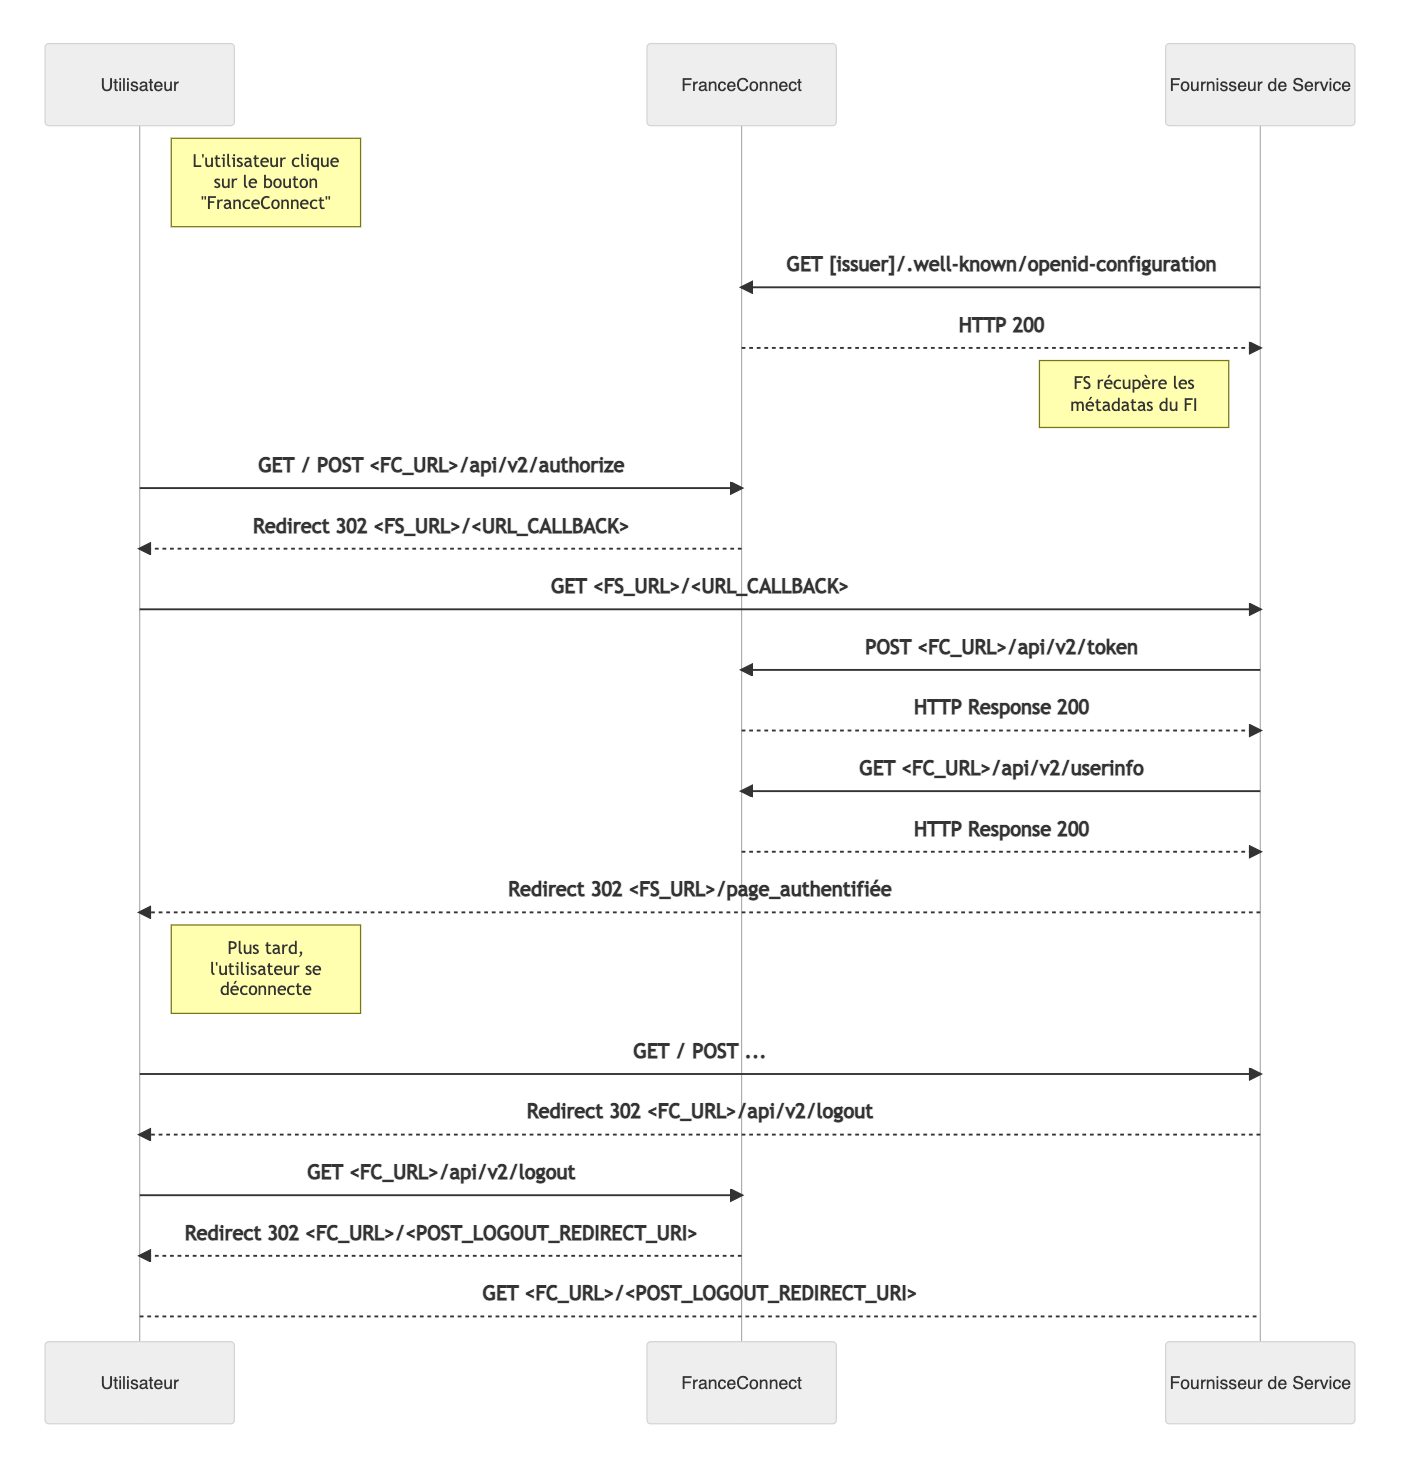 Utilisateur
FranceConnect
Fournisseur de Service
L'utilisateur clique
sur le bouton
"FranceConnect"
GET [issuer]/.well-known/openid-configuration
HTTP 200
FS récupère les
métadatas du FI
GET / POST <FC_URL>/api/v2/authorize
Redirect 302 <FS_URL>/<URL_CALLBACK>
GET <FS_URL>/<URL_CALLBACK>
POST <FC_URL>/api/v2/token
HTTP Response 200
GET <FC_URL>/api/v2/userinfo
HTTP Response 200
Redirect 302 <FS_URL>/page_authentifiée
Plus tard,
l'utilisateur se
déconnecte
GET / POST ...
Redirect 302 <FC_URL>/api/v2/logout
GET <FC_URL>/api/v2/logout
Redirect 302 <FC_URL>/<POST_LOGOUT_REDIRECT_URI>
GET <FC_URL>/<POST_LOGOUT_REDIRECT_URI>
Utilisateur
FranceConnect
Fournisseur de Service